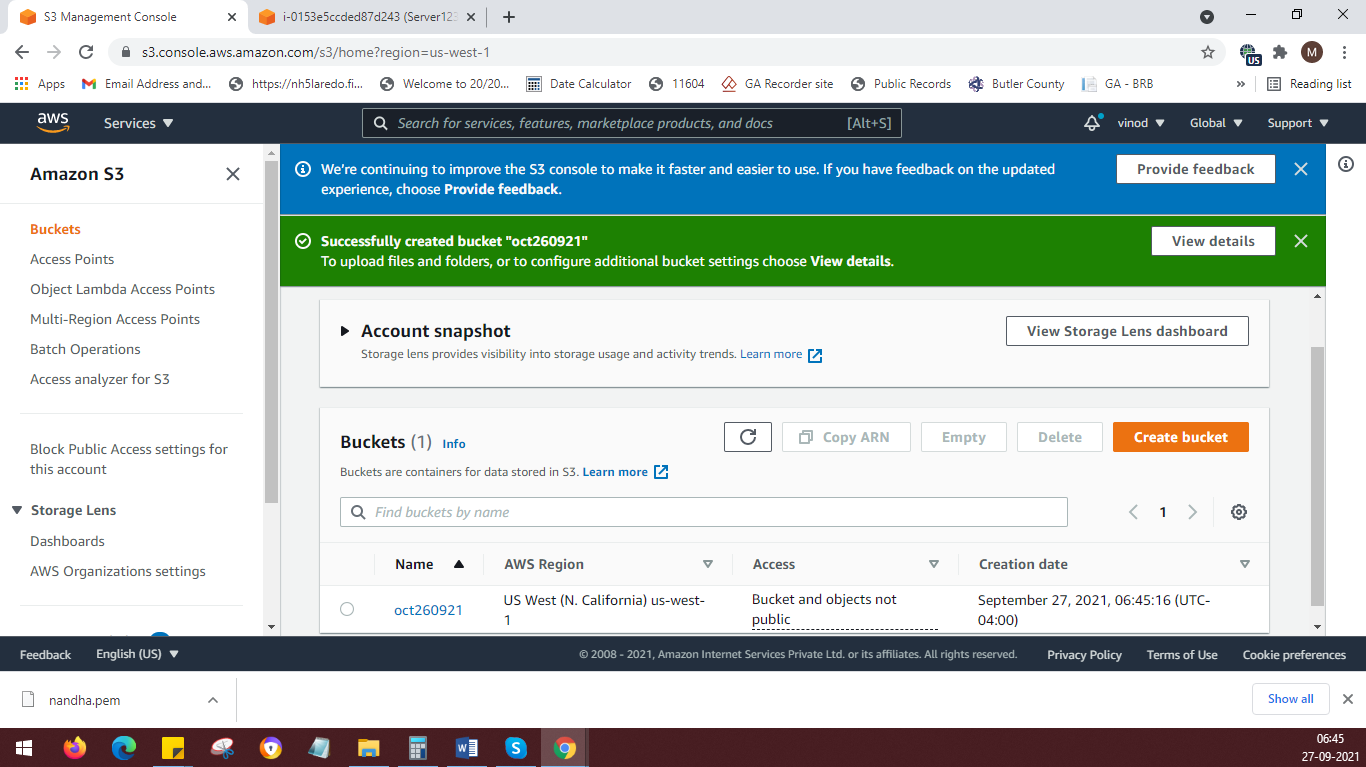 S3 Management Console
i-0153e5ccded87d243 (Server123
s3.console.aws.amazon.com/s3/home?region=us-west-1
US
M
Apps
Email Address and...
https://nh5laredo.fi...
Welcome to 20/20...
Date Calculator
11604
GA Recorder site
Public Records
Butler County
GA - BRB
Reading list
aws
Services
Search for services, features, marketplace products, and docs
[Alt+S]
vinod
Global
Support
Amazon S3
Buckets
Access Points
Object Lambda Access Points
Multi-Region Access Points
Batch Operations
Access analyzer for S3
Block Public Access settings for
this account
Storage Lens
Dashboards
AWS Organizations settings
We're continuing to improve the S3 console to make it faster and easier to use. If you have feedback on the updated
experience, choose Provide feedback.
Provide feedback
Successfully created bucket "oct260921"
To upload files and folders, or to configure additional bucket settings choose View details.
View details
Account snapshot
Storage lens provides visibility into storage usage and activity trends. Learn more
View Storage Lens dashboard
Buckets (1) Info
Copy ARN
Empty
Delete
Create bucket
Buckets are containers for data stored in S3. Learn more
Find buckets by name
1
Name
AWS Region
Access
Creation date
oct260921
US West (N. California) us-west-
1
Bucket and objects not
public
September 27, 2021, 06:45:16 (UTC-
04:00)
Feedback
English (US)
© 2008 - 2021, Amazon Internet Services Private Ltd. or its affiliates. All rights reserved.
Privacy Policy
Terms of Use
Cookie preferences
nandha.pem
Show all
06:45
27-09-2021